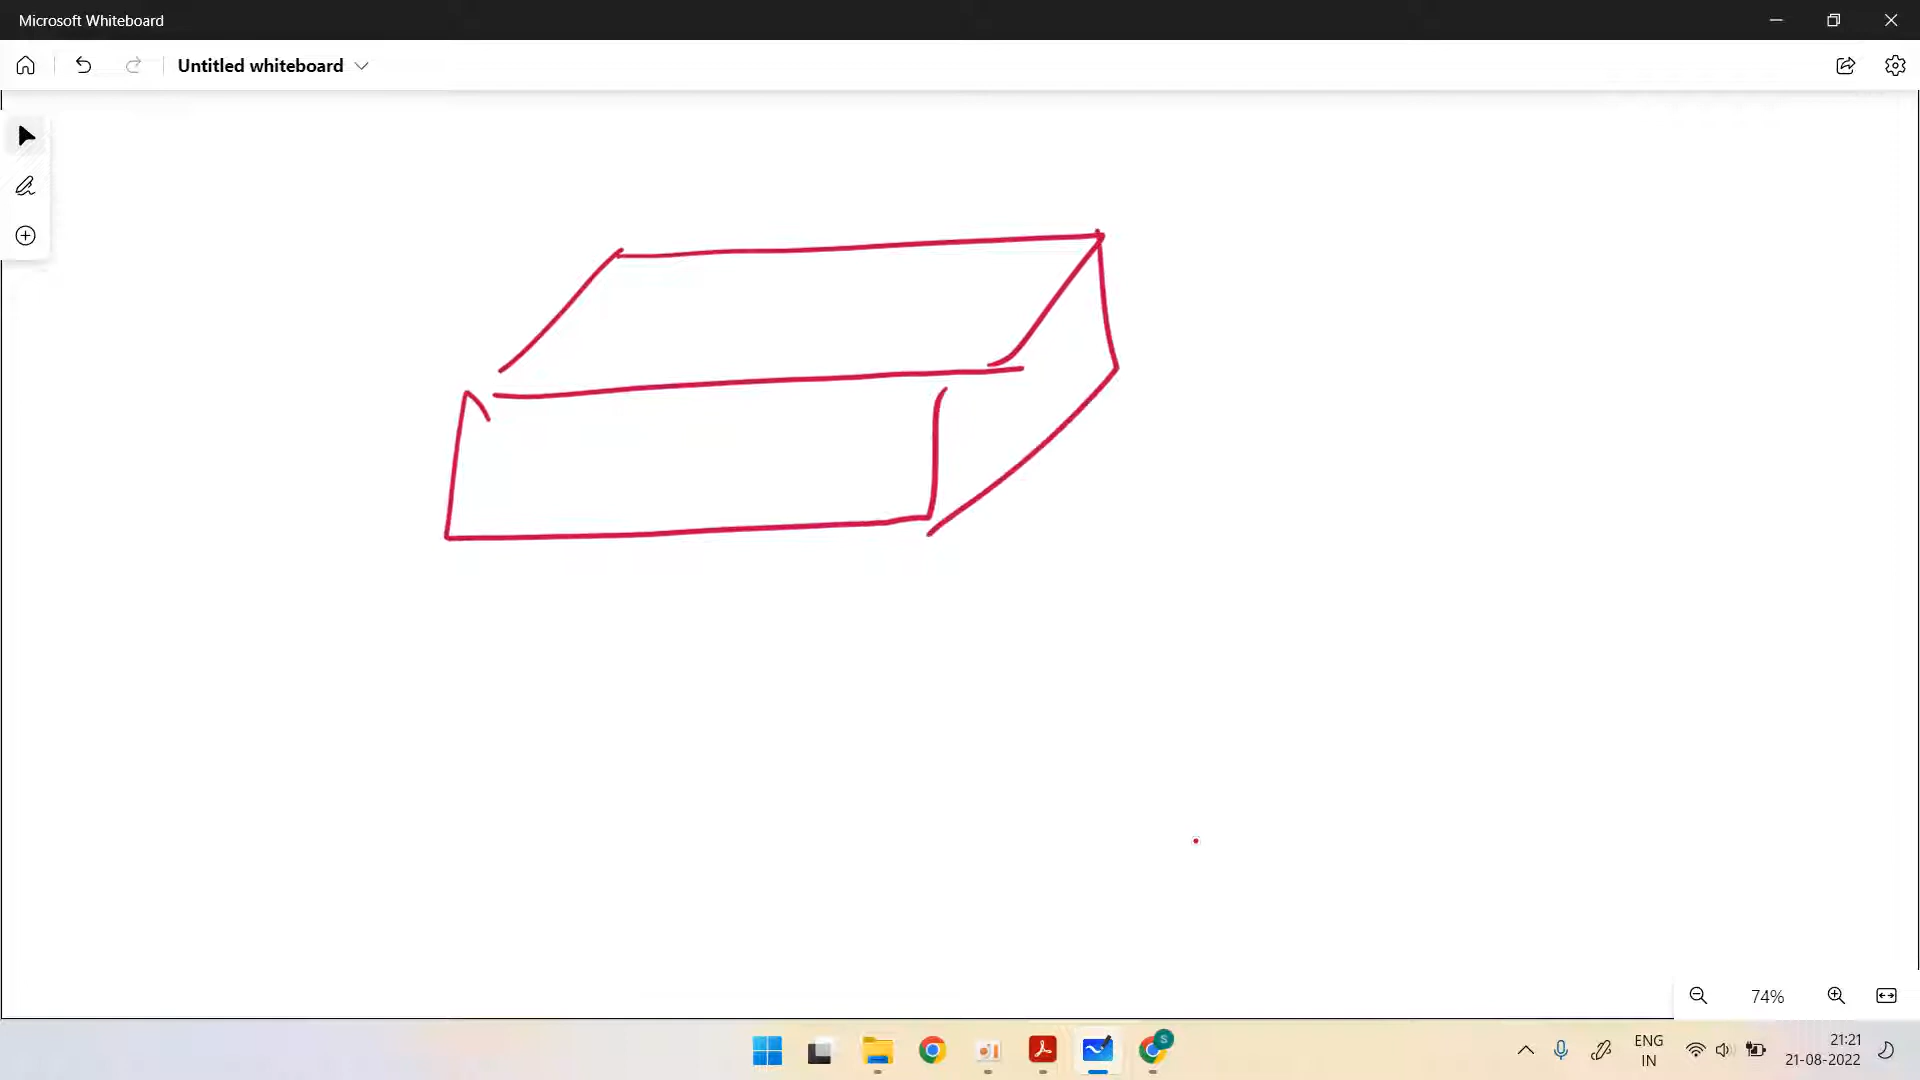 Microsoft Whiteboard
Untitled whiteboard
74%
S
ENG
IN
21:21
21-08-2022